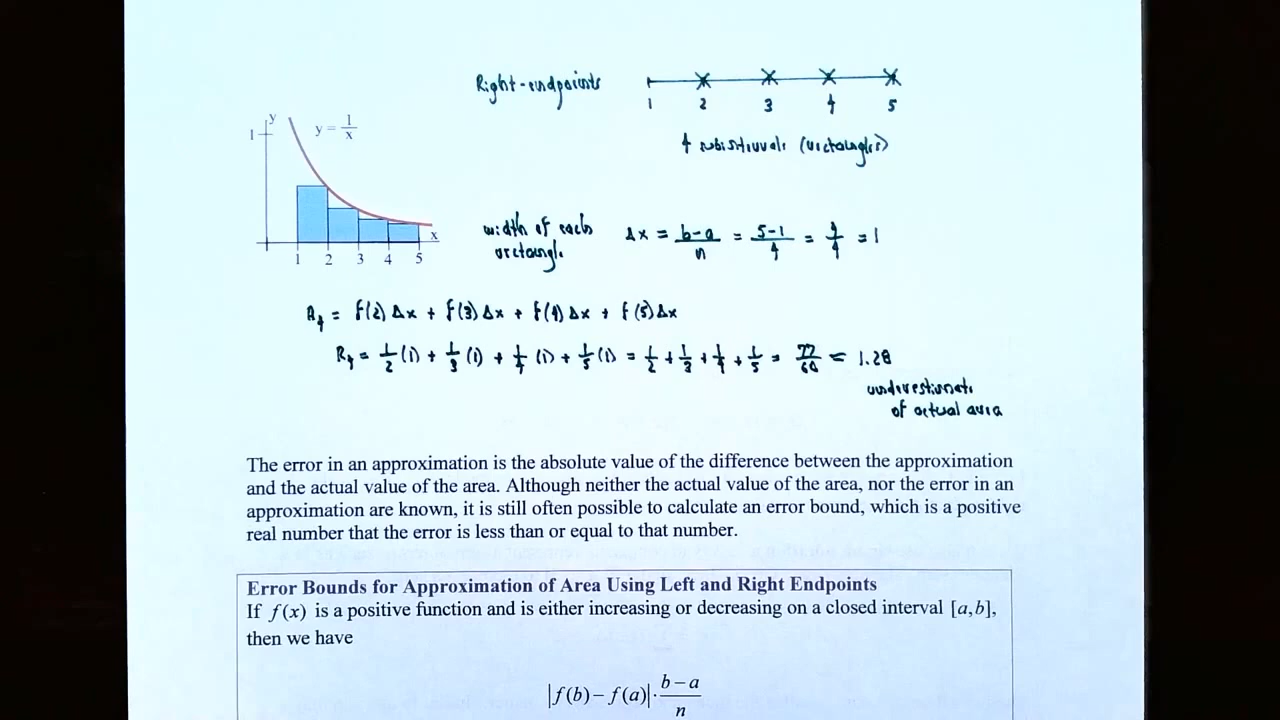 Right-endpoints
1 2 3 4 5
4 subintervals (rectangles)
y
1
y = 1/x
x
1 2 3 4 5
width of each
rectangle
Δx = b-a/n = 5-1/4 = 4/4 = 1
R₄ = f(2) Δx + f(3) Δx + f(4) Δx + f(5) Δx
R₄ = 1/2 (1) + 1/3 (1) + 1/4 (1) + 1/5 (1) = 1/2 + 1/3 + 1/4 + 1/5 = 77/60 ≈ 1.28
underestimate
of actual area
The error in an approximation is the absolute value of the difference between the approximation
and the actual value of the area. Although neither the actual value of the area, nor the error in an
approximation are known, it is still often possible to calculate an error bound, which is a positive
real number that the error is less than or equal to that number.
Error Bounds for Approximation of Area Using Left and Right Endpoints
If f(x) is a positive function and is either increasing or decreasing on a closed interval [a,b],
then we have
|f(b) − f(a)| · b − a/n